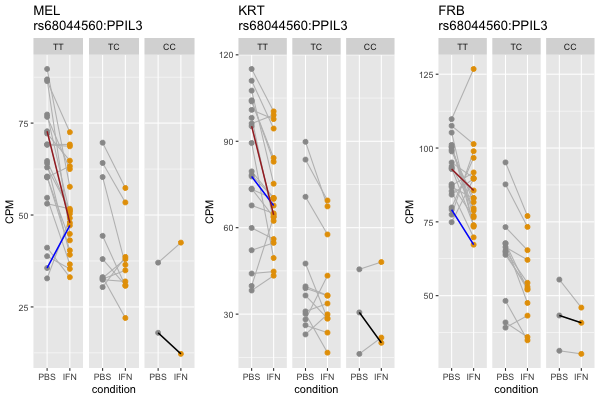 MEL
rs68044560:PPIL3
TT TC CC
CPM
75
50
25
PBS IFN PBS IFN PBS IFN
condition
KRT
rs68044560:PPIL3
TT TC CC
CPM
120
90
60
30
PBS IFN PBS IFN PBS IFN
condition
FRB
rs68044560:PPIL3
TT TC CC
CPM
125
100
75
50
PBS IFN PBS IFN PBS IFN
condition